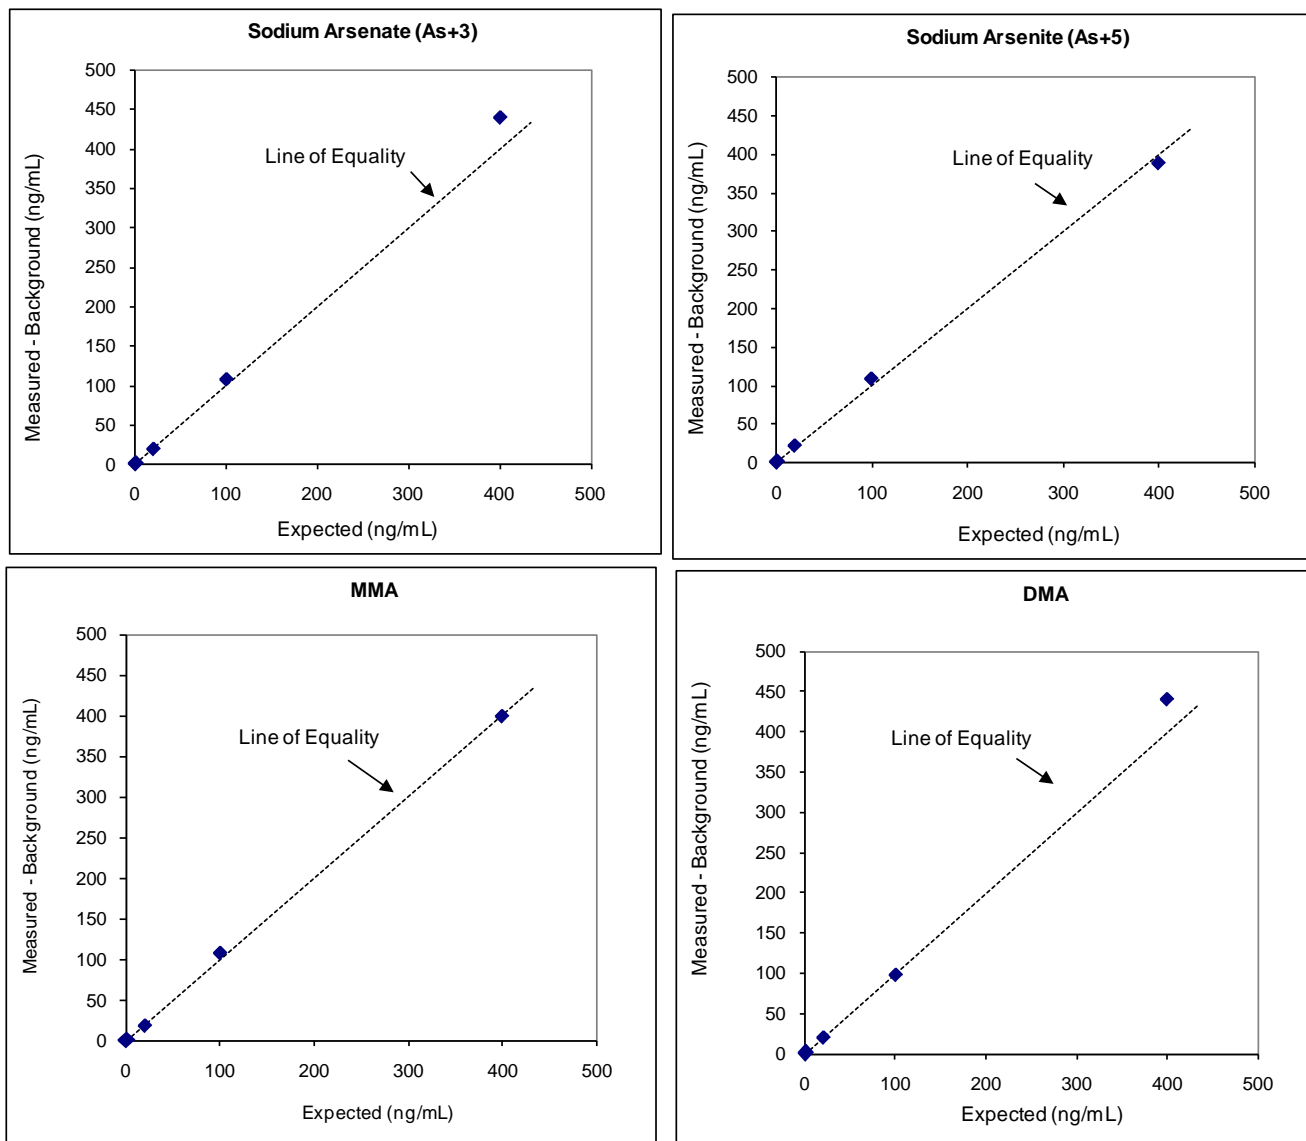 Sodium Arsenate (As+3)
500
450
400
350
300
250
200
150
100
50
0
Measured - Background (ng/mL)
Line of Equality
0 100 200 300 400 500
Expected (ng/mL)
Sodium Arsenite (As+5)
500
450
400
350
300
250
200
150
100
50
0
Measured - Background (ng/mL)
Line of Equality
0 100 200 300 400 500
Expected (ng/mL)
MMA
500
450
400
350
300
250
200
150
100
50
0
Measured - Background (ng/mL)
Line of Equality
0 100 200 300 400 500
Expected (ng/mL)
DMA
500
450
400
350
300
250
200
150
100
50
0
Measured - Background (ng/mL)
Line of Equality
0 100 200 300 400 500
Expected (ng/mL)